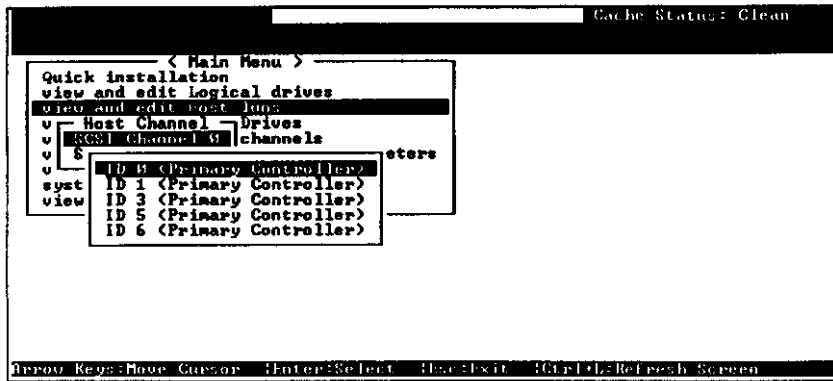 Cache Status: Clean
< Main Menu >
Quick installation
view and edit Logical drives
view and edit Host luns
v Host Channel Drives
v SCSI Channel 0 channels
v S eters
v ID 0 (Primary Controller)
syst ID 1 (Primary Controller)
view ID 3 (Primary Controller)
ID 5 (Primary Controller)
ID 6 (Primary Controller)
Arrow Keys:Move Cursor |Enter:Select |Esc:Exit |Ctrl+L:Refresh Screen